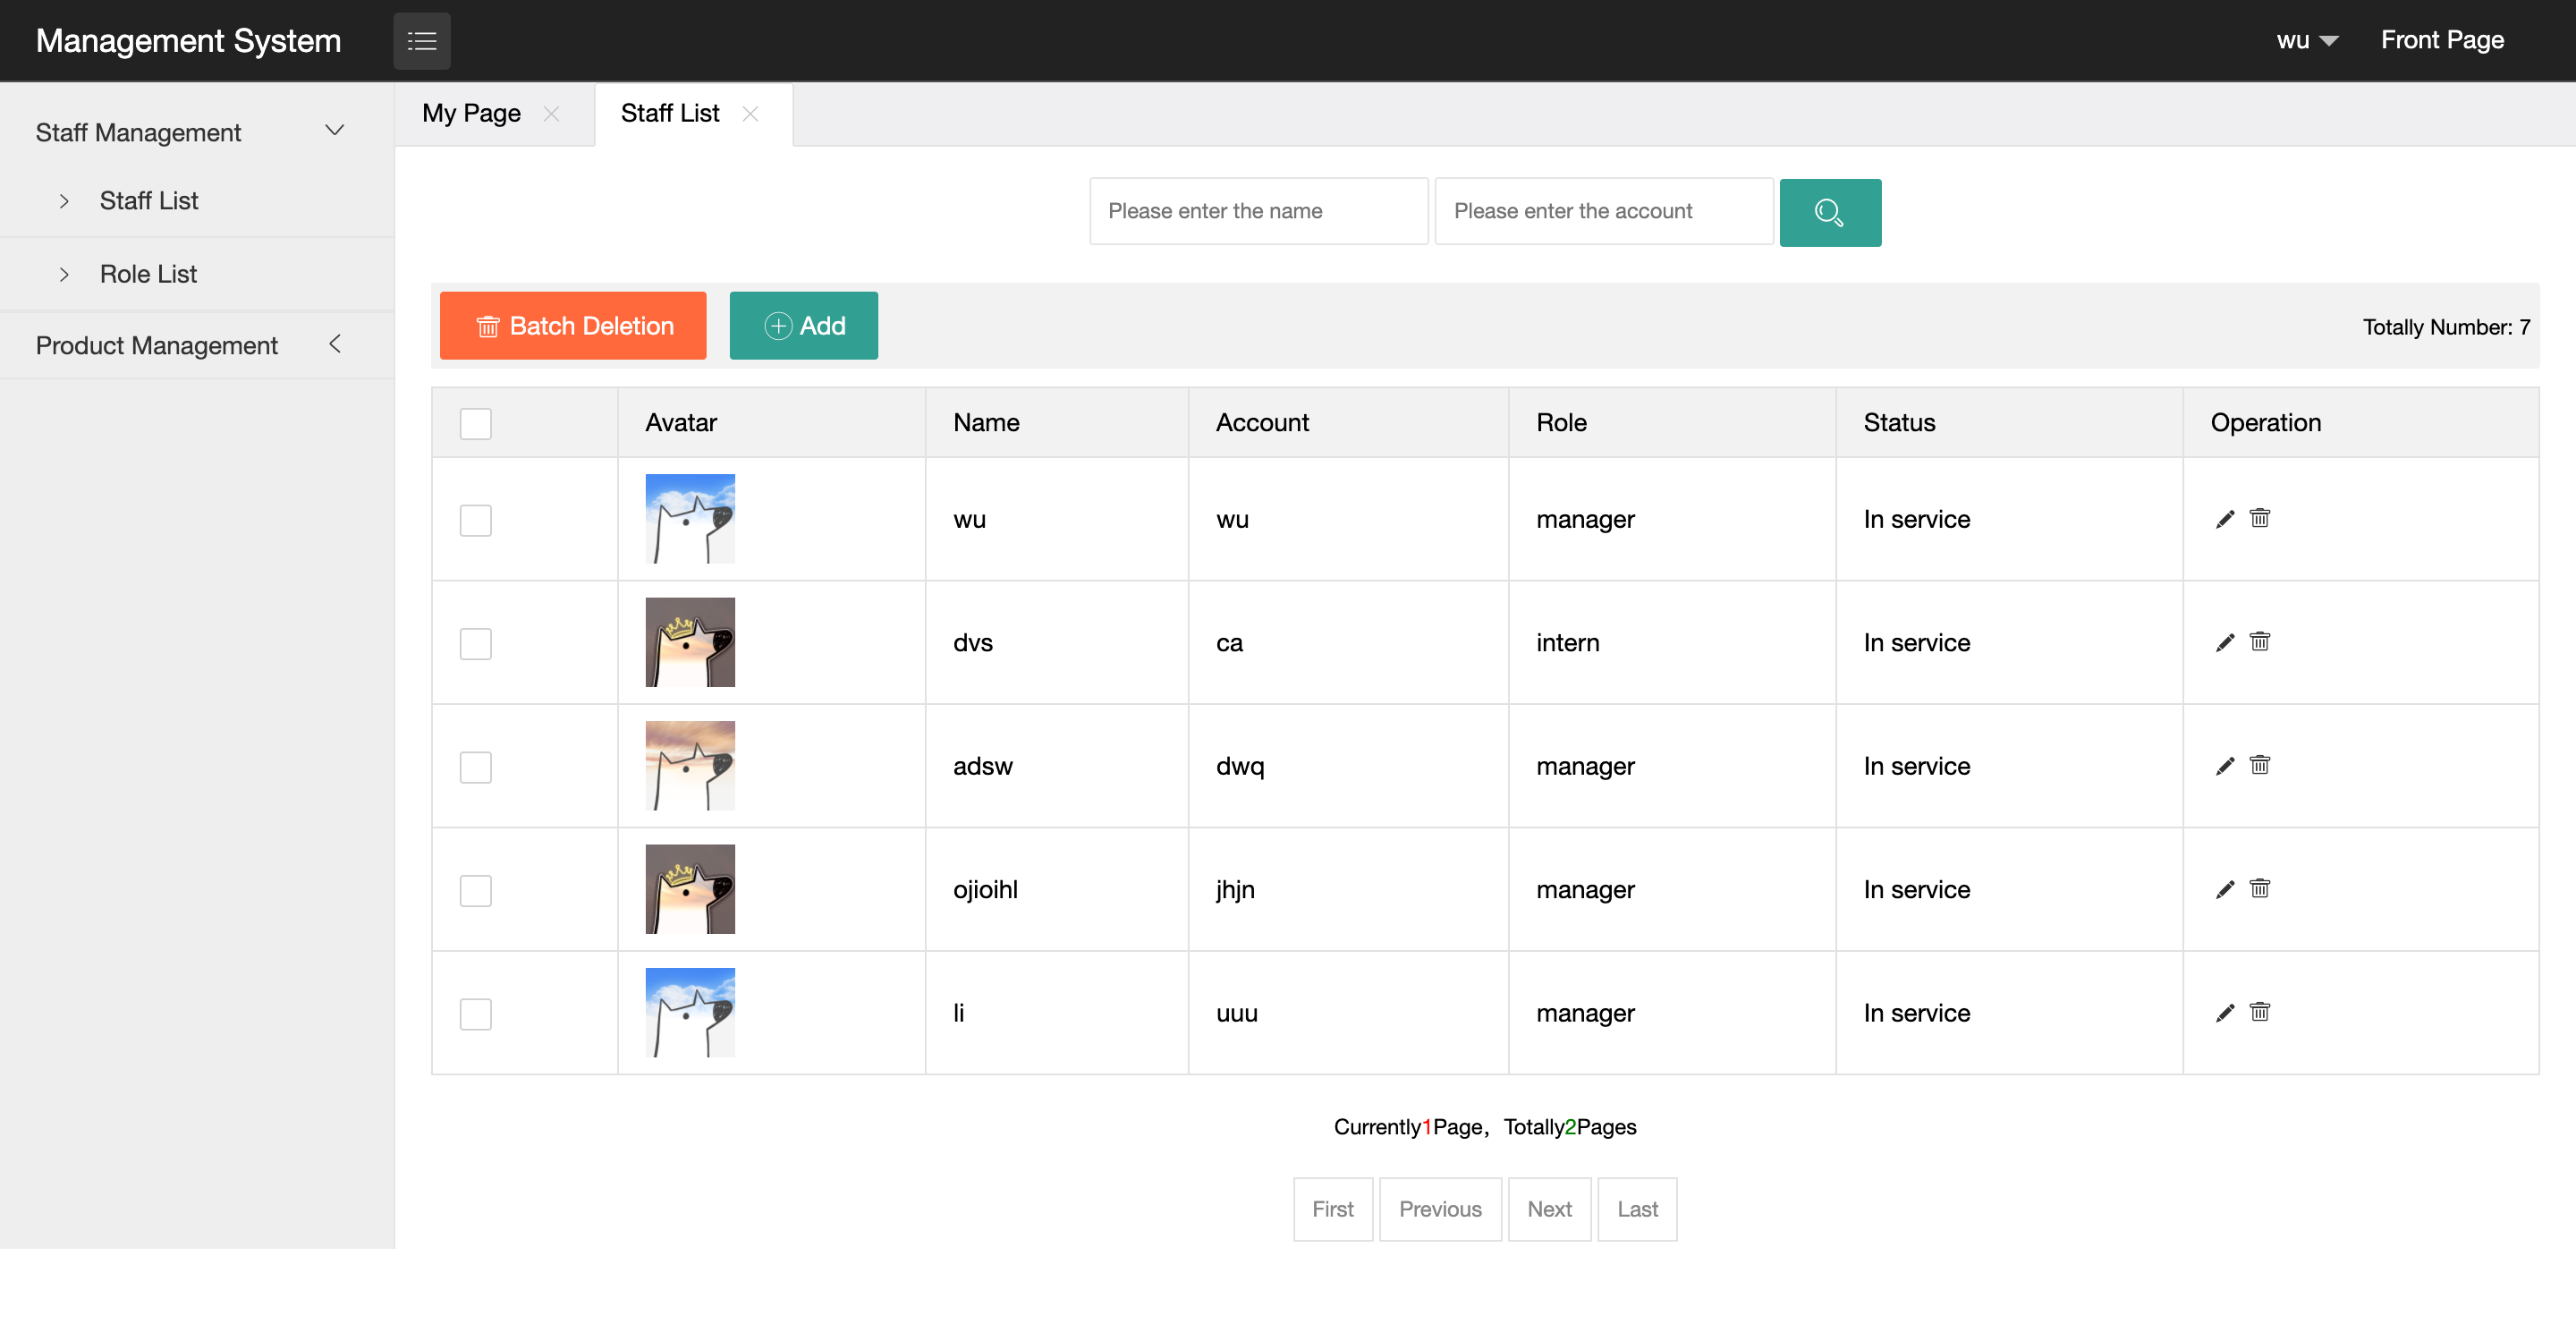 Management System
wu Front Page
Staff Management
Staff List
Role List
Product Management
My Page Staff List
Please enter the name Please enter the account
Batch Deletion Add Totally Number: 7
Avatar Name Account Role Status Operation
wu wu manager In service
dvs ca intern In service
adsw dwq manager In service
ojioihl jhjn manager In service
li uuu manager In service
Currently1Page, Totally2Pages
First Previous Next Last